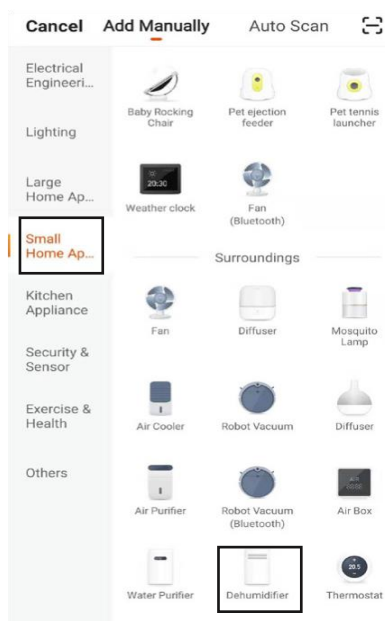 Cancel Add Manually Auto Scan
Electrical
Engineeri...
Lighting
Large
Home Ap...
Small
Home Ap...
Kitchen
Appliance
Security &
Sensor
Exercise &
Health
Others
Baby Rocking
Chair
Pet ejection
feeder
Pet tennis
launcher
20:30
Weather clock
Fan
(Bluetooth)
Surroundings
Fan
Diffuser
Mosquito
Lamp
Air Cooler
Robot Vacuum
Diffuser
Air Purifier
Robot Vacuum
(Bluetooth)
Air Box
Water Purifier
Dehumidifier
20.5
Thermostat